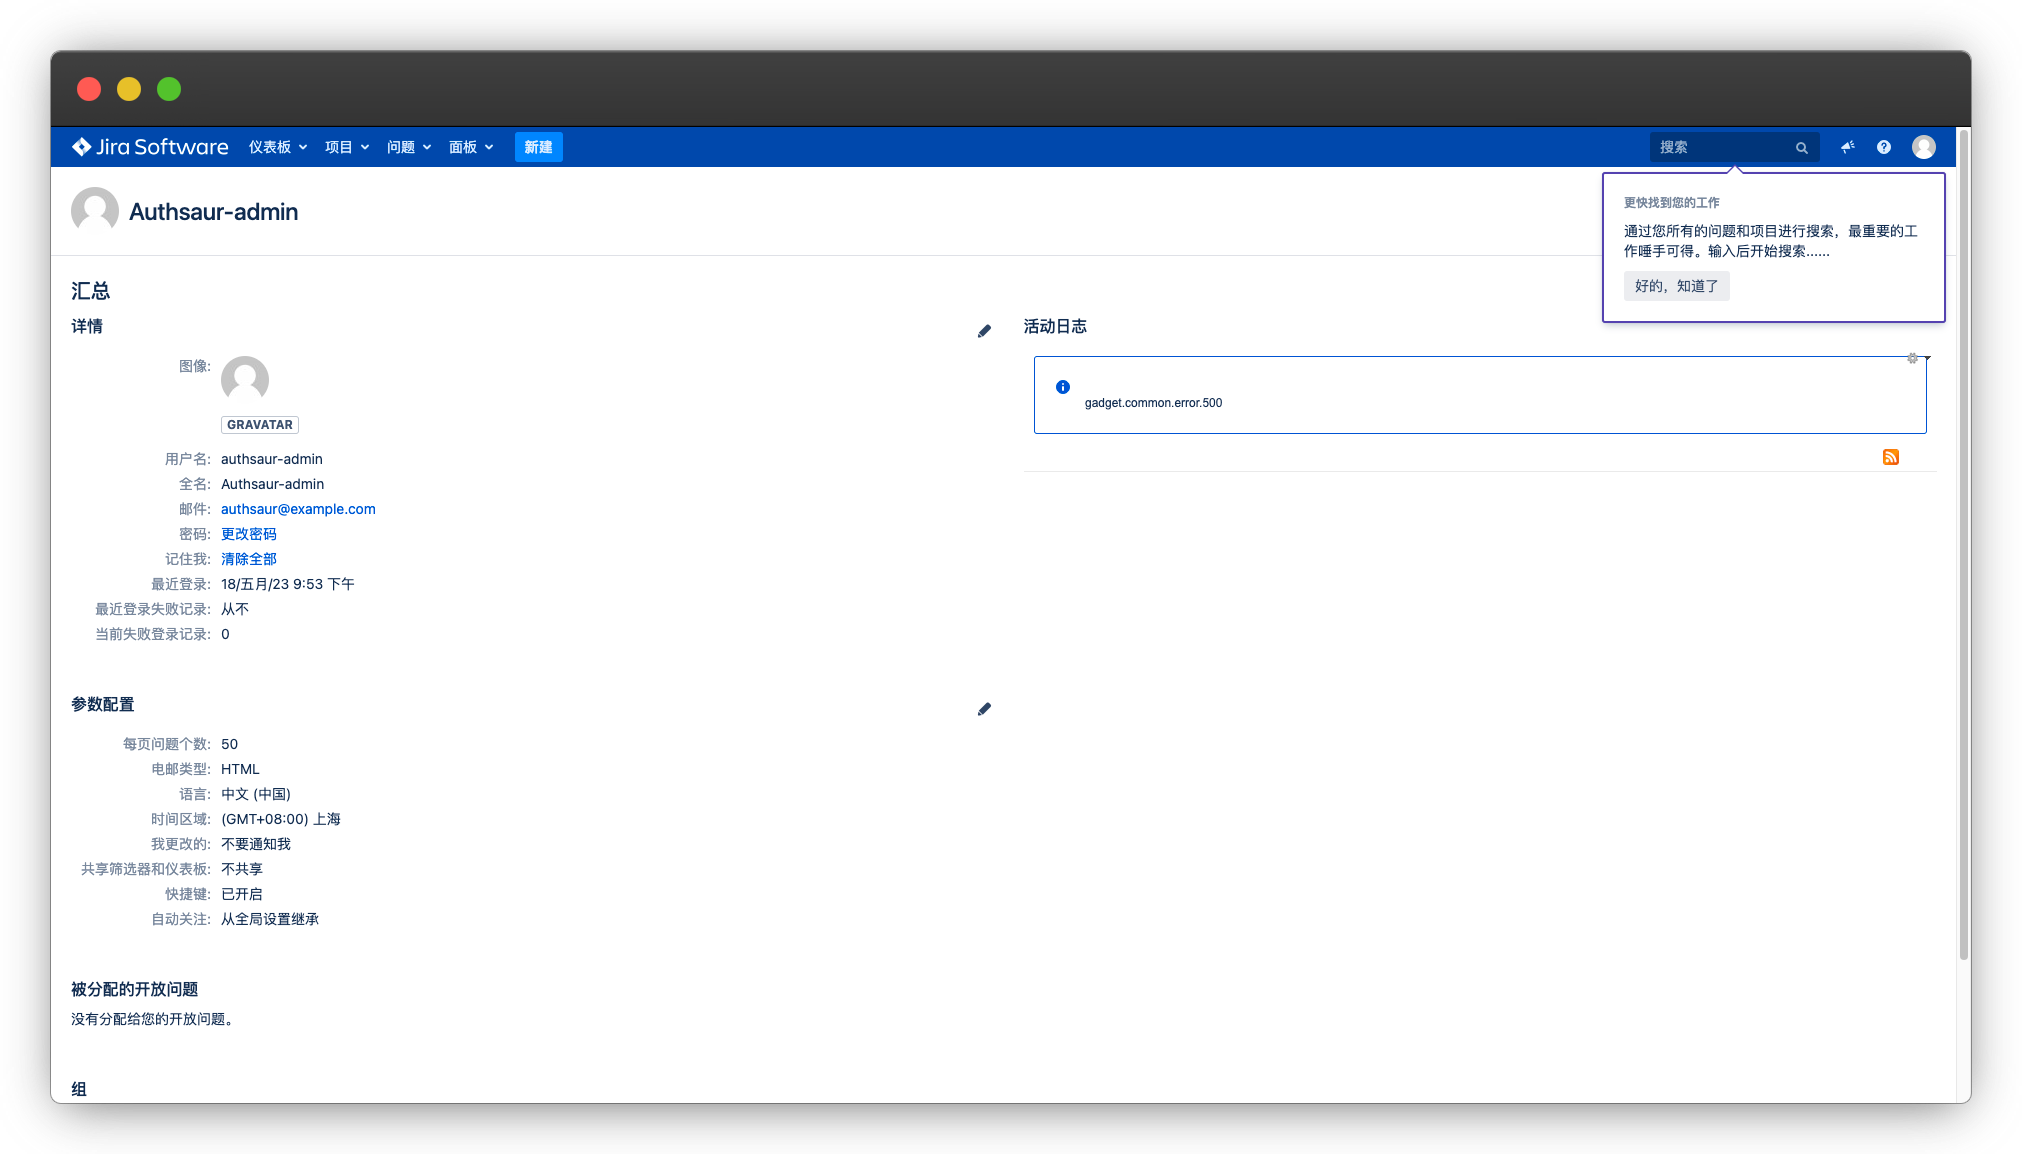 Jira Software 仪表板 项目 问题 面板 新建 搜索
Authsaur-admin
更快找到您的工作
通过您所有的问题和项目进行搜索，最重要的工
作唾手可得。输入后开始搜索......
好的，知道了
汇总
详情
图像:
GRAVATAR
用户名: authsaur-admin
全名: Authsaur-admin
邮件: authsaur@example.com
密码: 更改密码
记住我: 清除全部
最近登录: 18/五月/23 9:53 下午
最近登录失败记录: 从不
当前失败登录记录: 0
参数配置
每页问题个数: 50
电邮类型: HTML
语言: 中文 (中国)
时间区域: (GMT+08:00) 上海
我更改的: 不要通知我
共享筛选器和仪表板: 不共享
快捷键: 已开启
自动关注: 从全局设置继承
被分配的开放问题
没有分配给您的开放问题。
组
活动日志
gadget.common.error.500